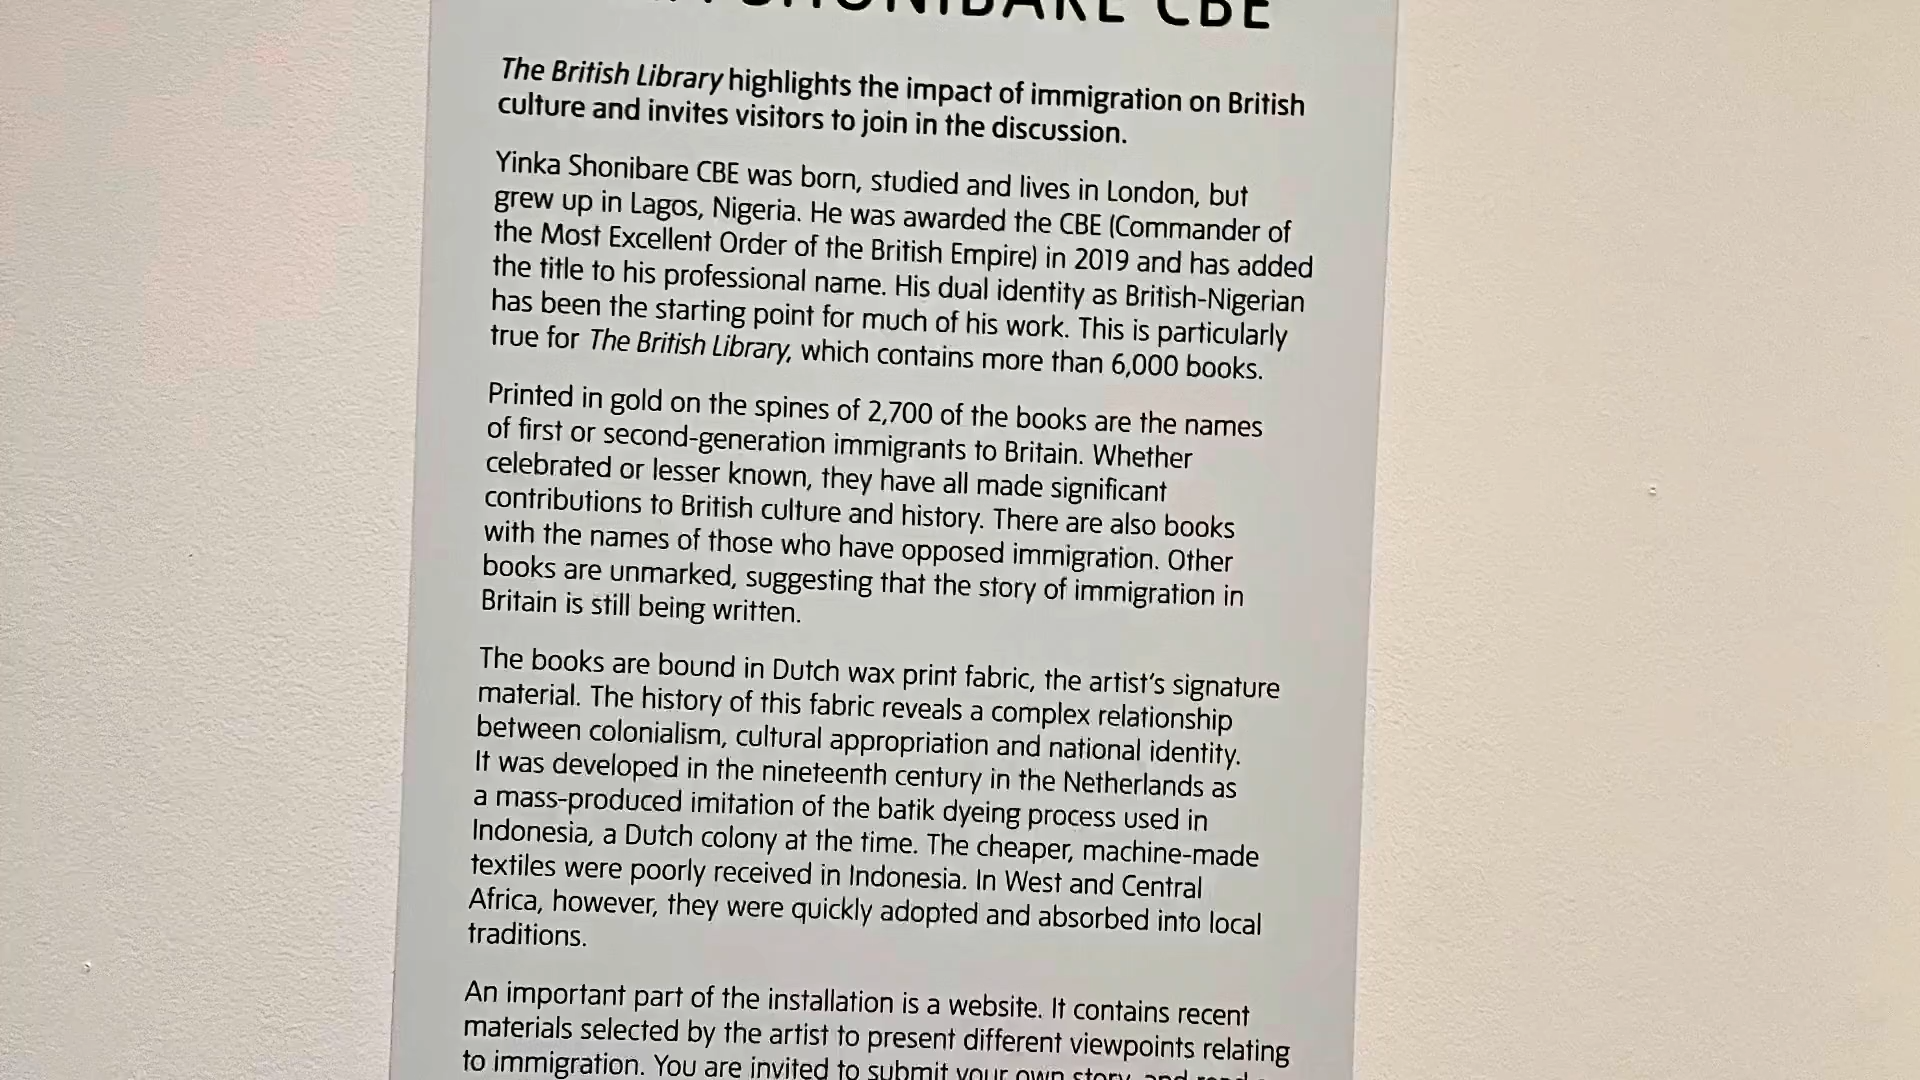 SHONIBARE CBE
The British Library highlights the impact of immigration on British
culture and invites visitors to join in the discussion.
Yinka Shonibare CBE was born, studied and lives in London, but
grew up in Lagos, Nigeria. He was awarded the CBE (Commander of
the Most Excellent Order of the British Empire) in 2019 and has added
the title to his professional name. His dual identity as British-Nigerian
has been the starting point for much of his work. This is particularly
true for The British Library, which contains more than 6,000 books.
Printed in gold on the spines of 2,700 of the books are the names
of first or second-generation immigrants to Britain. Whether
celebrated or lesser known, they have all made significant
contributions to British culture and history. There are also books
with the names of those who have opposed immigration. Other
books are unmarked, suggesting that the story of immigration in
Britain is still being written.
The books are bound in Dutch wax print fabric, the artist's signature
material. The history of this fabric reveals a complex relationship
between colonialism, cultural appropriation and national identity.
It was developed in the nineteenth century in the Netherlands as
a mass-produced imitation of the batik dyeing process used in
Indonesia, a Dutch colony at the time. The cheaper, machine-made
textiles were poorly received in Indonesia. In West and Central
Africa, however, they were quickly adopted and absorbed into local
traditions.
An important part of the installation is a website. It contains recent
materials selected by the artist to present different viewpoints relating
to immigration. You are invited to submit your own story, and